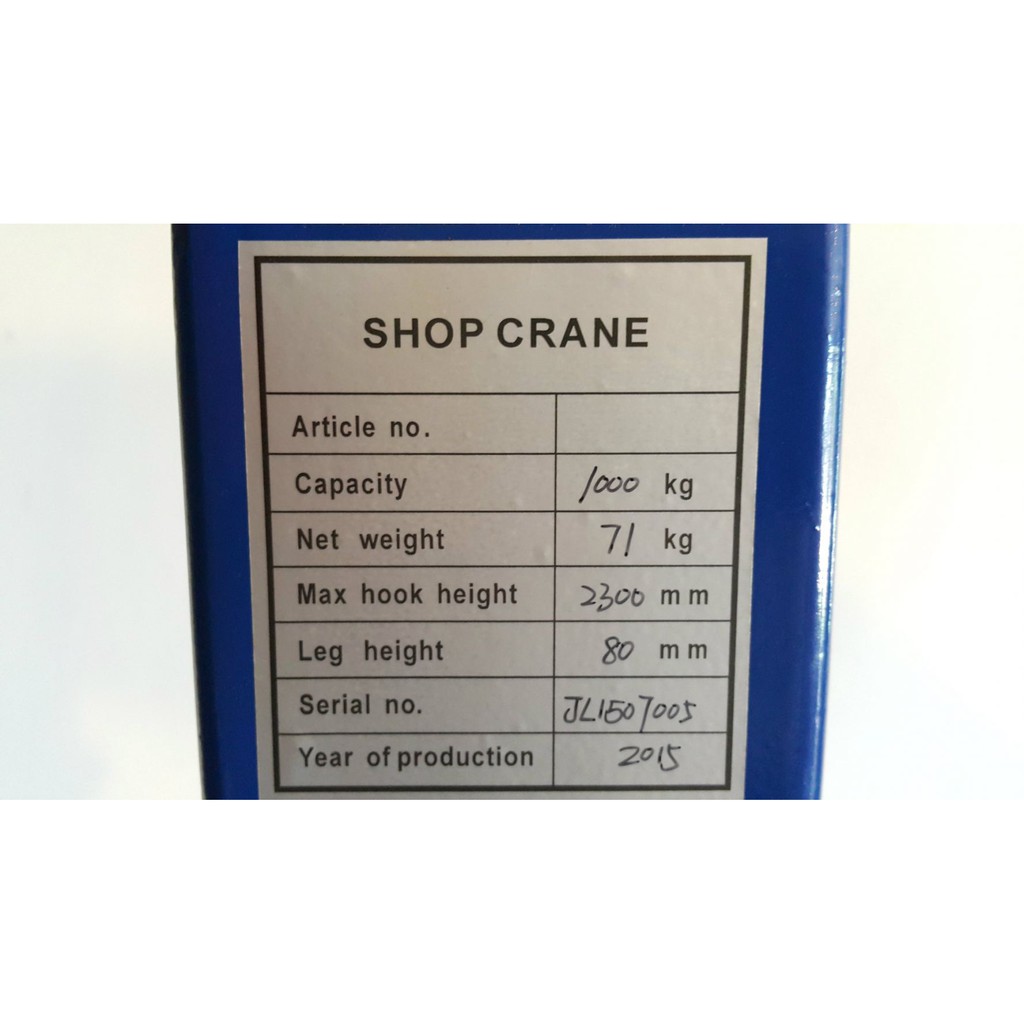 SHOP CRANE
Article no.
Capacity 1000 kg
Net weight 71 kg
Max hook height 2300 mm
Leg height 80 mm
Serial no. JL1507005
Year of production 2015